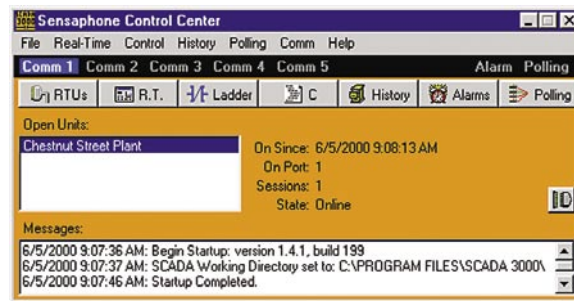 Sensaphone Control Center
File Real-Time Control History Polling Comm Help
Comm 1 Comm 2 Comm 3 Comm 4 Comm 5 Alarm Polling
RTUs R.T. Ladder C History Alarms Polling
Open Units:
Chestnut Street Plant
On Since: 6/5/2000 9:08:13 AM
On Port: 1
Sessions: 1
State: Online
Messages:
6/5/2000 9:07:36 AM: Begin Startup: version 1.4.1, build 199
6/5/2000 9:07:37 AM: SCADA Working Directory set to: C:\PROGRAM FILES\SCADA 3000\
6/5/2000 9:07:46 AM: Startup Completed.